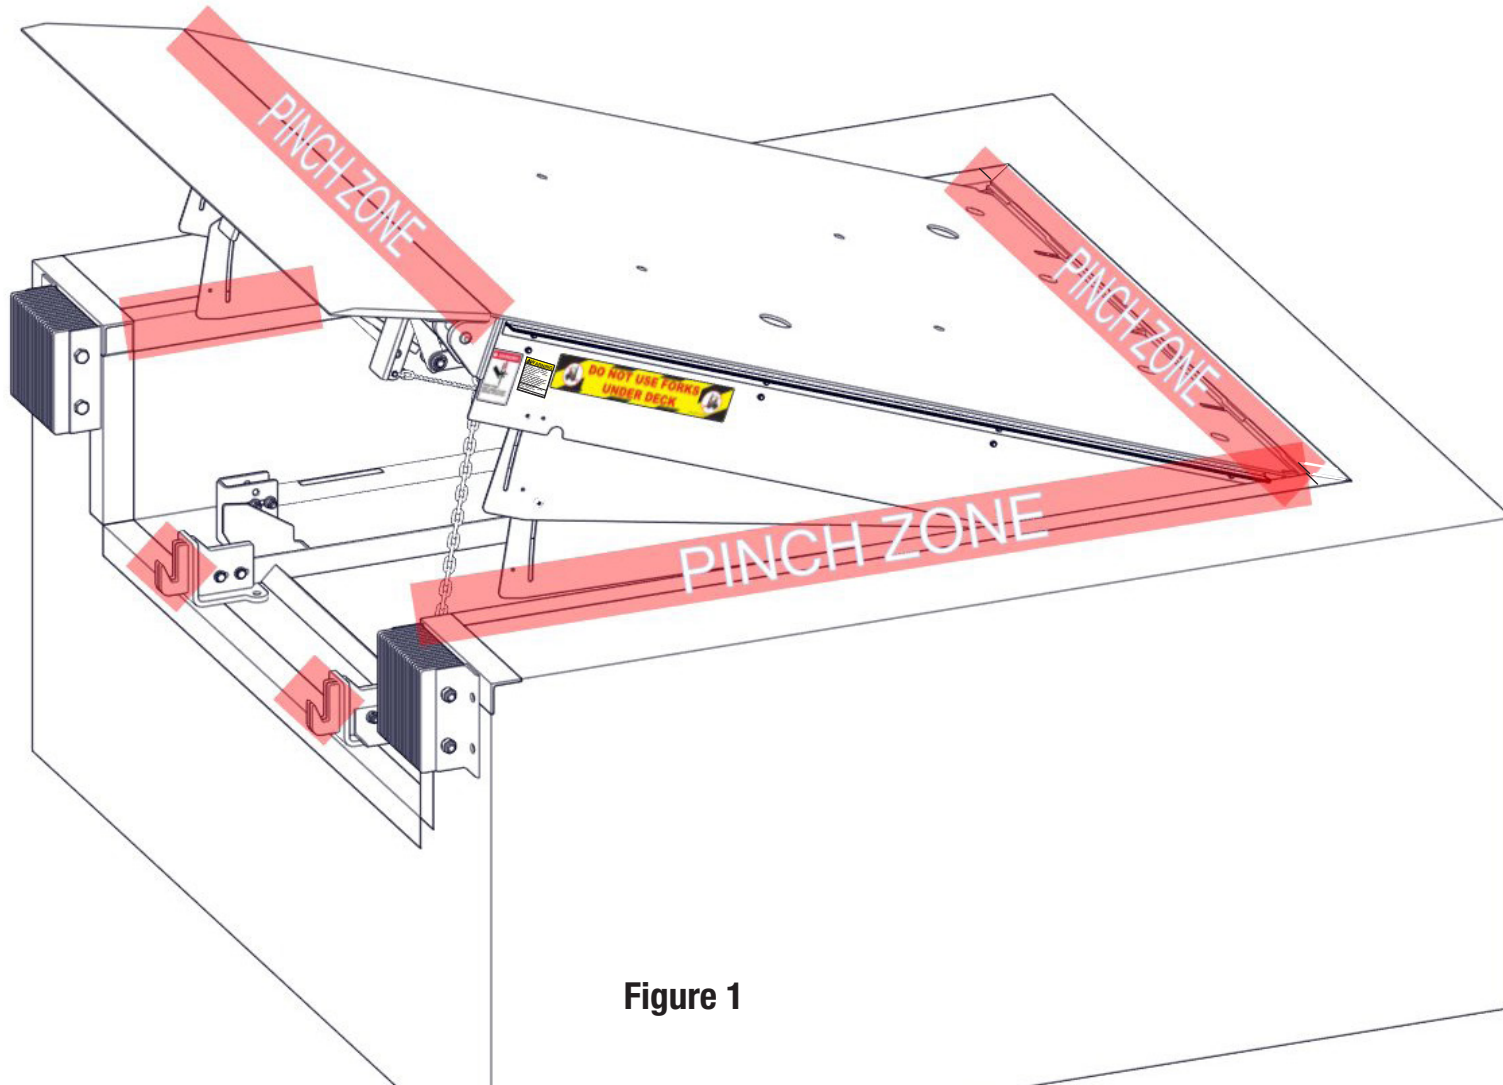 PINCH ZONE
PINCH ZONE
DO NOT USE FORKS
UNDER DECK
PINCH ZONE
Figure 1